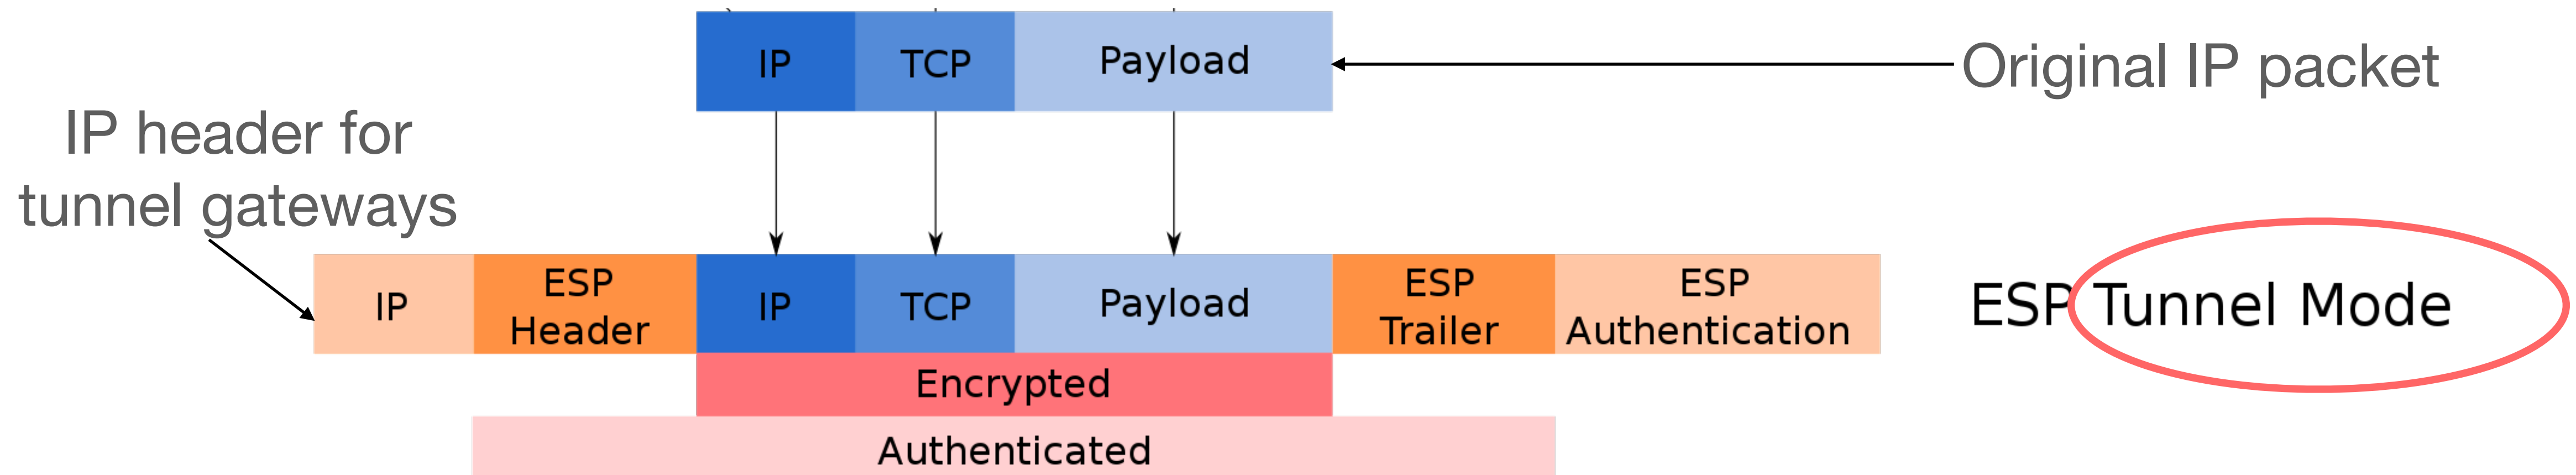 IP
TCP
Payload
Original IP packet
IP header for
tunnel gateways
IP
ESP
Header
IP
TCP
Payload
ESP
Trailer
ESP
Authentication
ESP Tunnel Mode
Encrypted
Authenticated